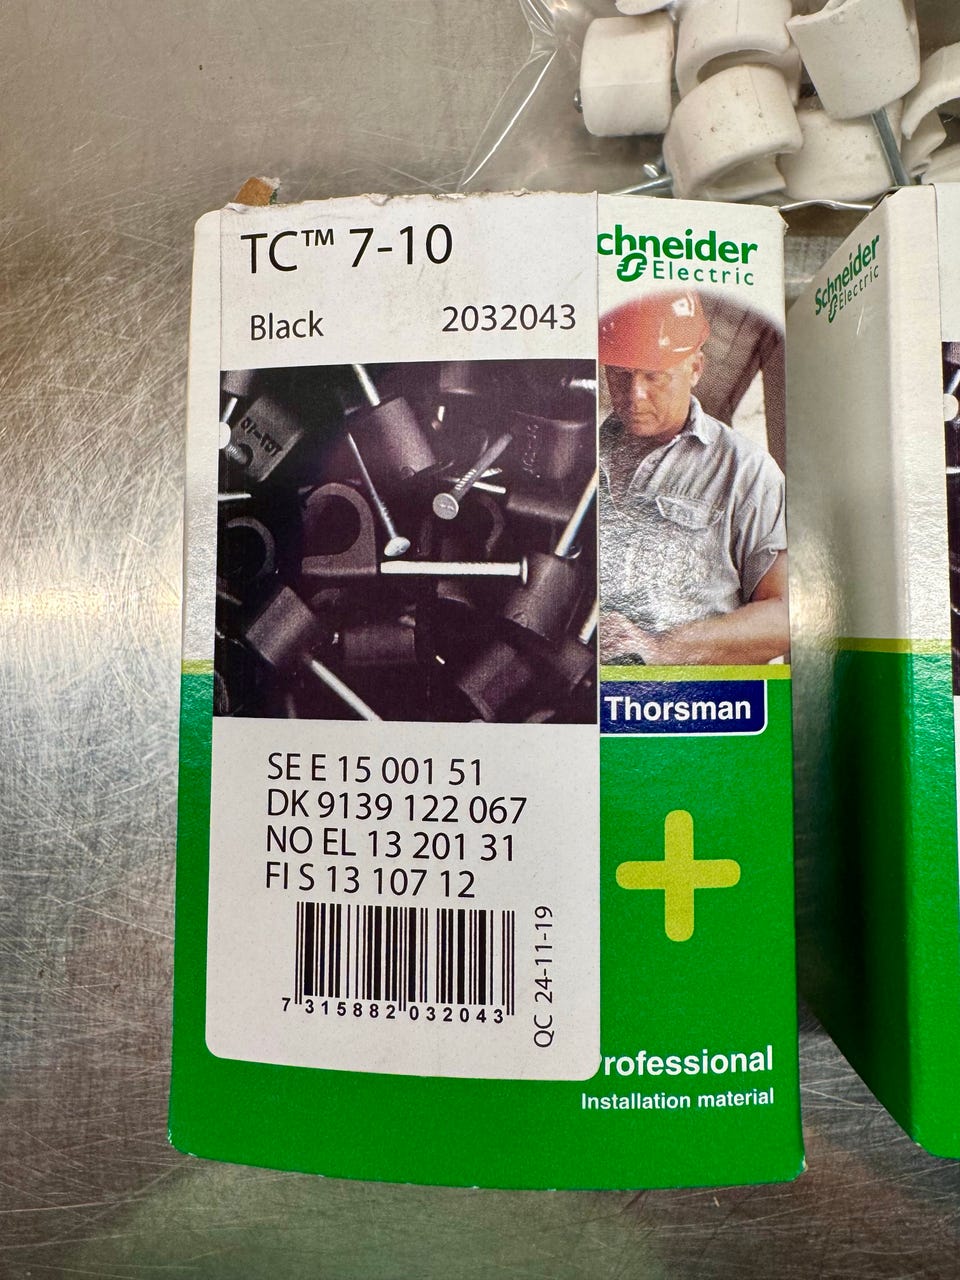 TC™ 7-10
Black 2032043
chneider
Electric
Thorsman
SE E 15 001 51
DK 9139 122 067
NO EL 13 201 31
FI S 13 107 12
7 315882 032043
QC 24-11-19
rofessional
Installation material
Schneider
Electric